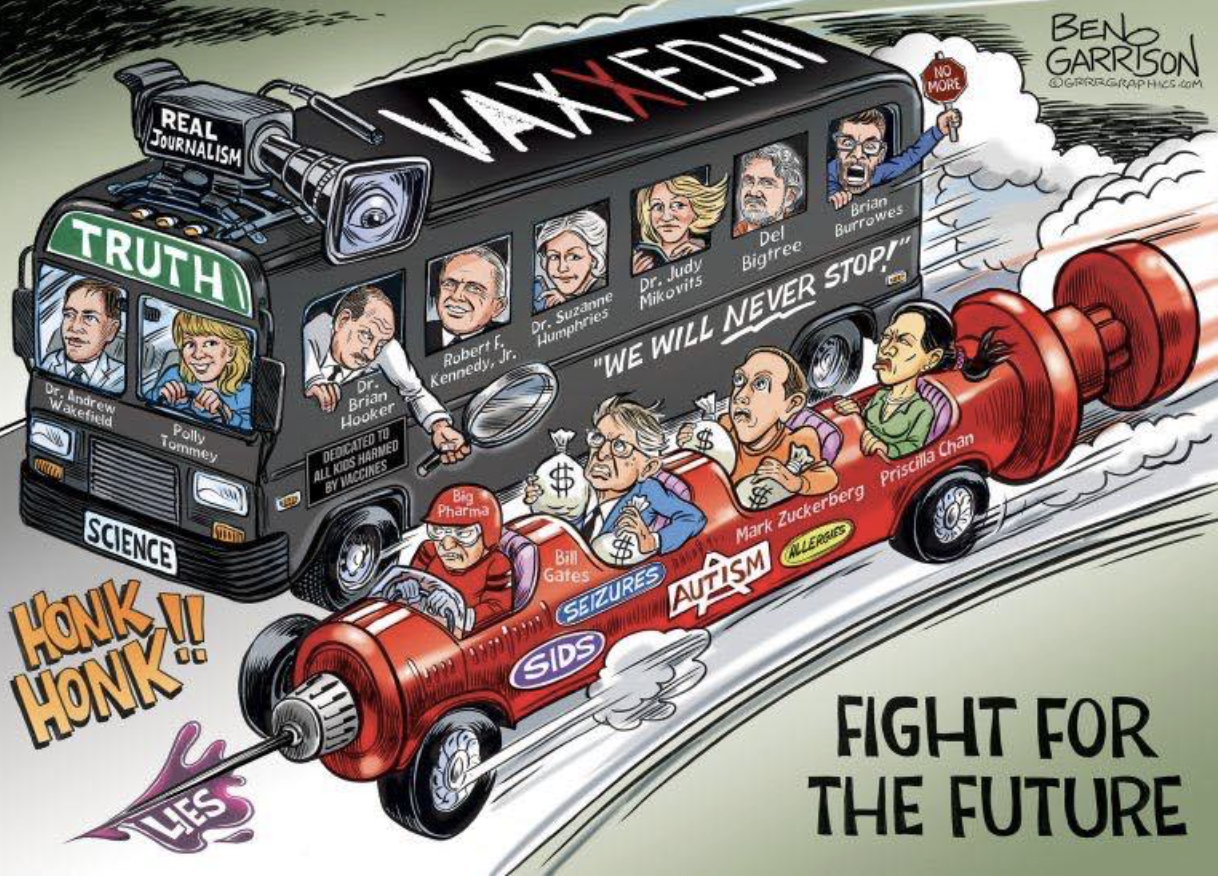 BEN
GARRISON
©GRRRGRAPHICS.COM
NO
MORE
VAXXED II
REAL
JOURNALISM
TRUTH
Brian
Burrowes
Del
Bigtree
Dr. Judy
Mikovits
Dr. Suzanne
Humphries
Robert F.
Kennedy, Jr.
Dr.
Brian
Hooker
Polly
Tommey
Dr. Andrew
Wakefield
"WE WILL NEVER STOP!"
DEDICATED TO
ALL KIDS HARMED
BY VACCINES
SCIENCE
HONK
HONK!!
Big
Pharma
$
$
$
$
Bill
Gates
Mark Zuckerberg
Priscilla Chan
SIDS
SEIZURES
AUTISM
ALLERGIES
LIES
FIGHT FOR
THE FUTURE